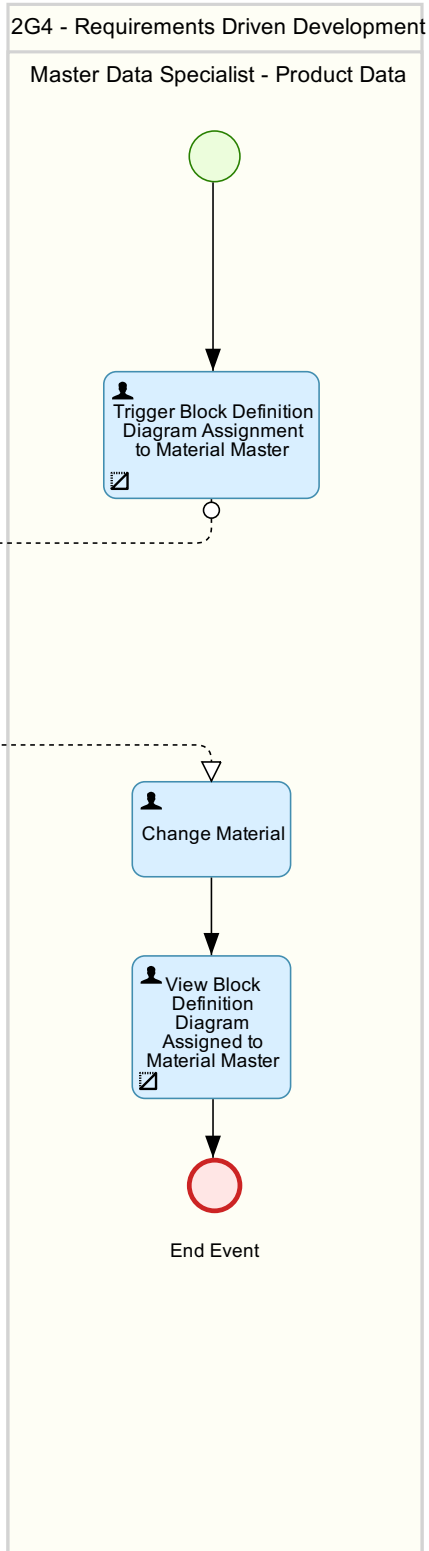 2G4 - Requirements Driven Development
Master Data Specialist - Product Data
Trigger Block Definition
Diagram Assignment
to Material Master
Change Material
View Block
Definition
Diagram
Assigned to
Material Master
End Event